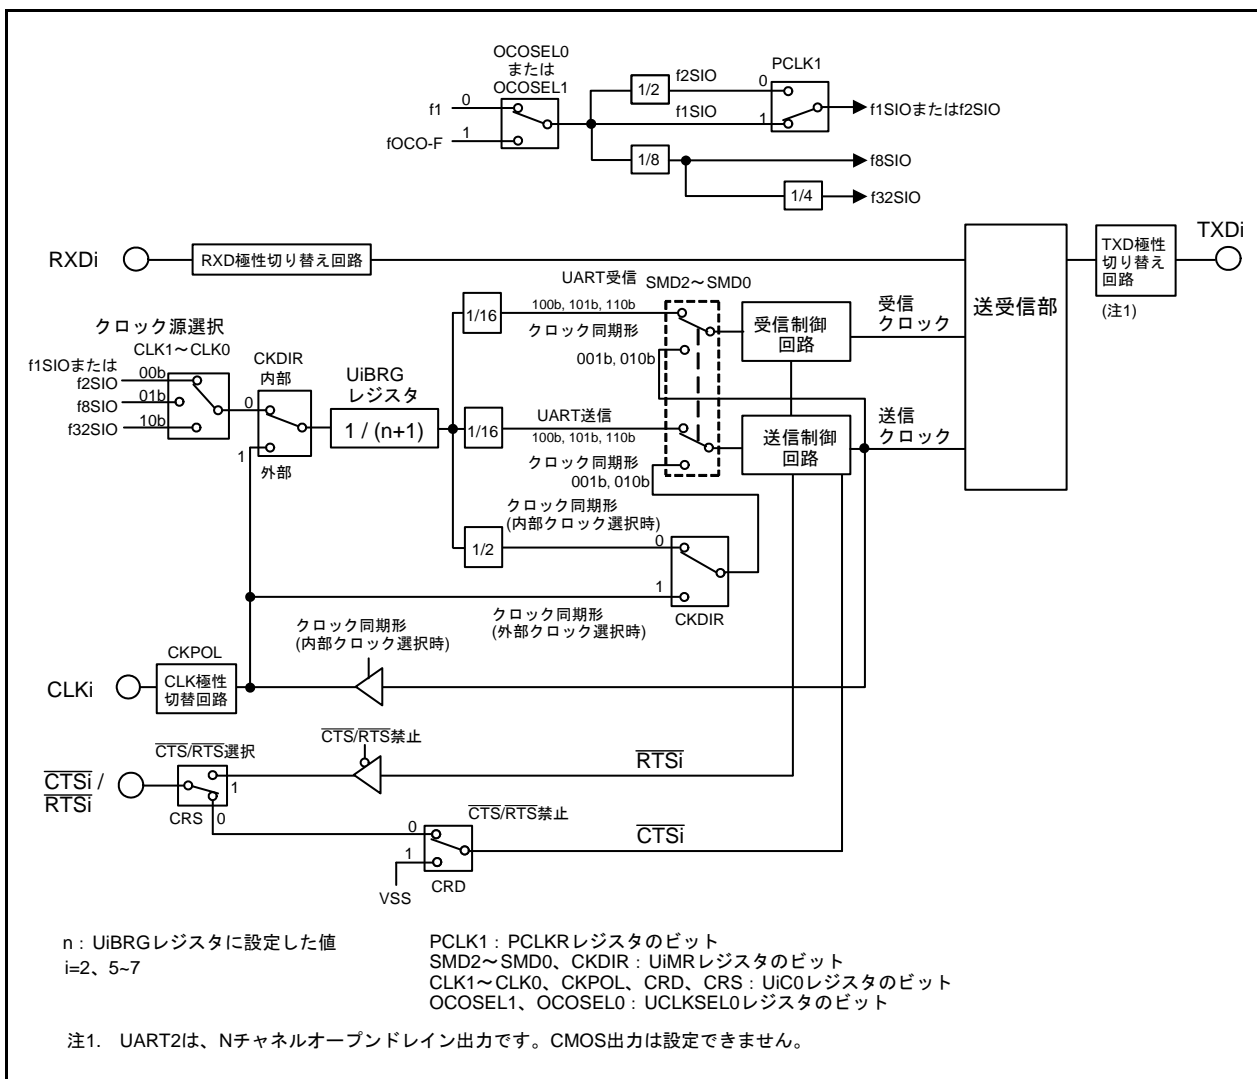 OCOSEL0
または
OCOSEL1
PCLK1
f1
0
fOCO-F
1
1/2
f2SIO
0
f1SIO
1
f1SIOまたはf2SIO
1/8
f8SIO
1/4
f32SIO
RXDi
RXD極性切り替え回路
送受信部
TXD極性
切り替え
回路
(注1)
TXDi
クロック源選択
CLK1～CLK0
f1SIOまたは
f2SIO
00b
f8SIO
01b
f32SIO
10b
CKDIR
内部
0
1
外部
UiBRG
レジスタ
1 / (n+1)
1/16
UART受信
100b, 101b, 110b
クロック同期形
001b, 010b
SMD2～SMD0
受信制御
回路
受信
クロック
1/16
UART送信
100b, 101b, 110b
クロック同期形
001b, 010b
送信制御
回路
送信
クロック
クロック同期形
(内部クロック選択時)
1/2
0
1
CKDIR
クロック同期形
(外部クロック選択時)
クロック同期形
(内部クロック選択時)
CKPOL
CLKi
CLK極性
切替回路
CTS/RTS選択
CTS/RTS禁止
RTSi
CTSi /
RTSi
1
CRS
0
CTS/RTS禁止
0
1
CTSi
VSS
CRD
n : UiBRGレジスタに設定した値
i=2、5~7
PCLK1 : PCLKRレジスタのビット
SMD2～SMD0、CKDIR : UiMRレジスタのビット
CLK1～CLK0、CKPOL、CRD、CRS : UiC0レジスタのビット
OCOSEL1、OCOSEL0 : UCLKSEL0レジスタのビット
注1. UART2は、Nチャネルオープンドレイン出力です。CMOS出力は設定できません。